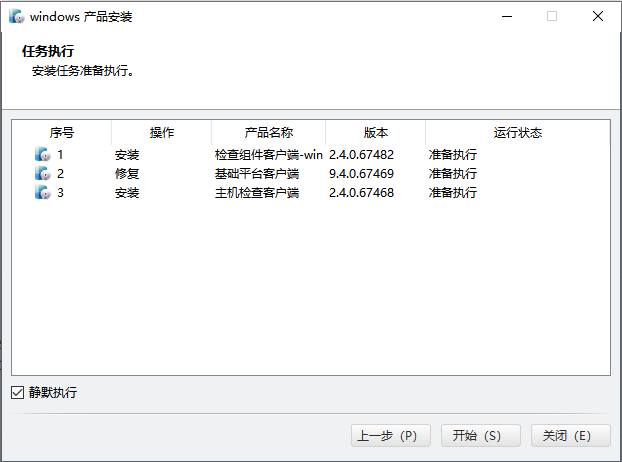 windows 产品安装
任务执行
安装任务准备执行。
序号 操作 产品名称 版本 运行状态
1 安装 检查组件客户端-win 2.4.0.67482 准备执行
2 修复 基础平台客户端 9.4.0.67469 准备执行
3 安装 主机检查客户端 2.4.0.67468 准备执行
静默执行
上一步（P） 开始（S） 关闭（E）